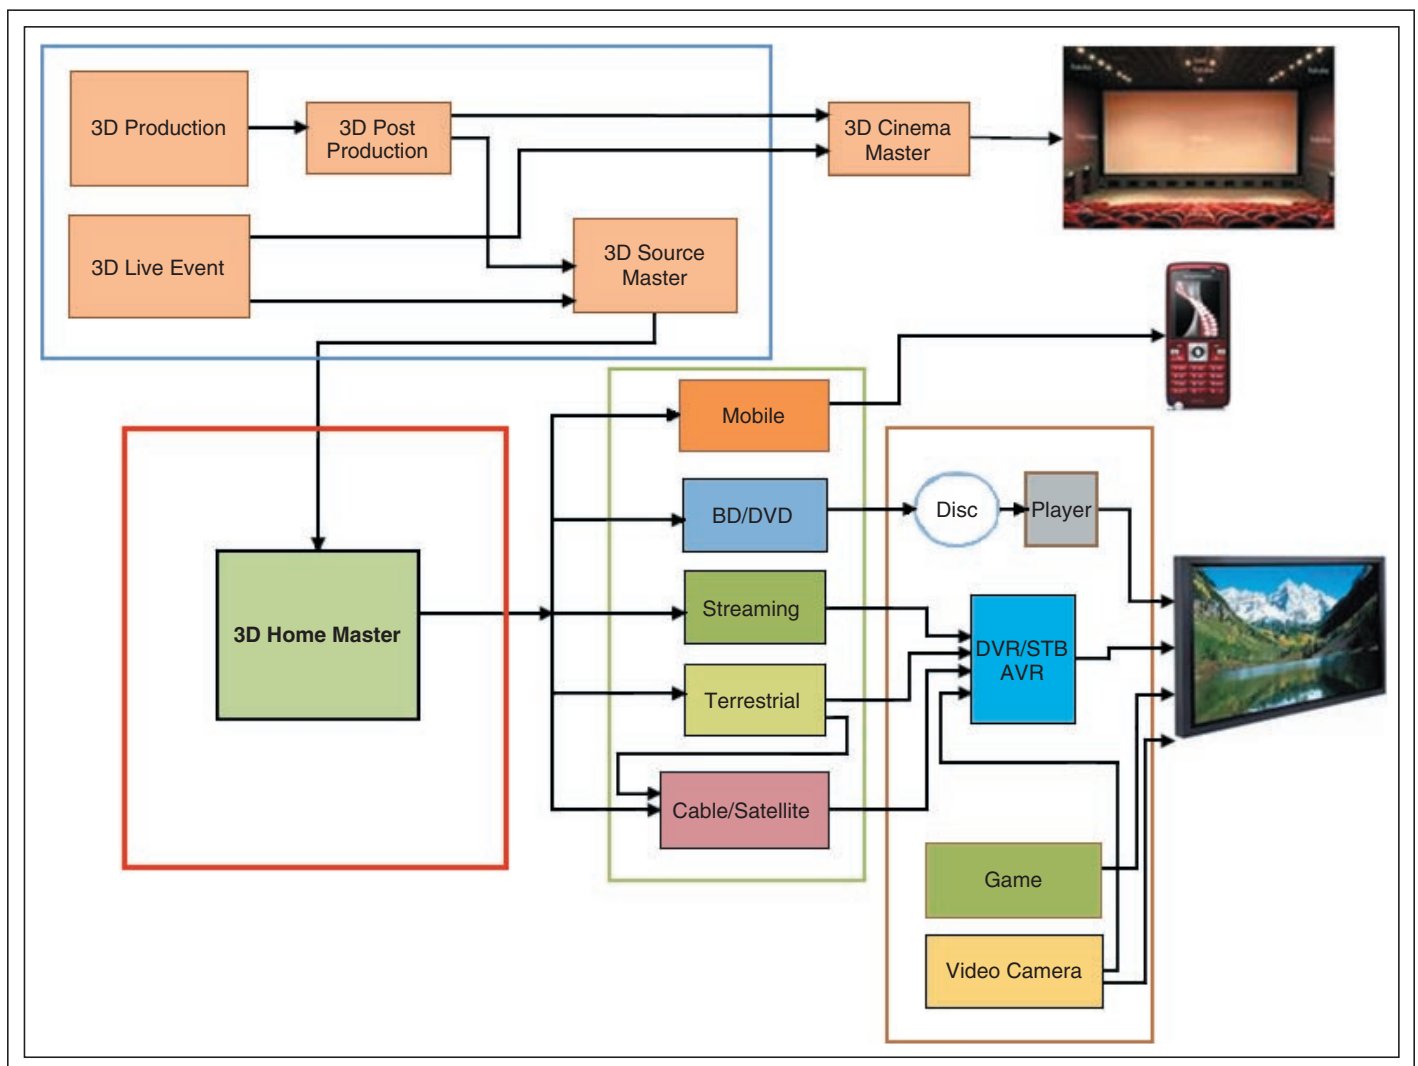 3D Production
3D Post
Production
3D Cinema
Master
3D Live Event
3D Source
Master
Mobile
BD/DVD
Disc
Player
Streaming
3D Home Master
DVR/STB
AVR
Terrestrial
Cable/Satellite
Game
Video Camera